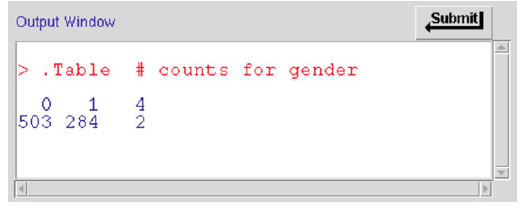 Output Window
Submit
> .Table # counts for gender
0 1 4
503 284 2